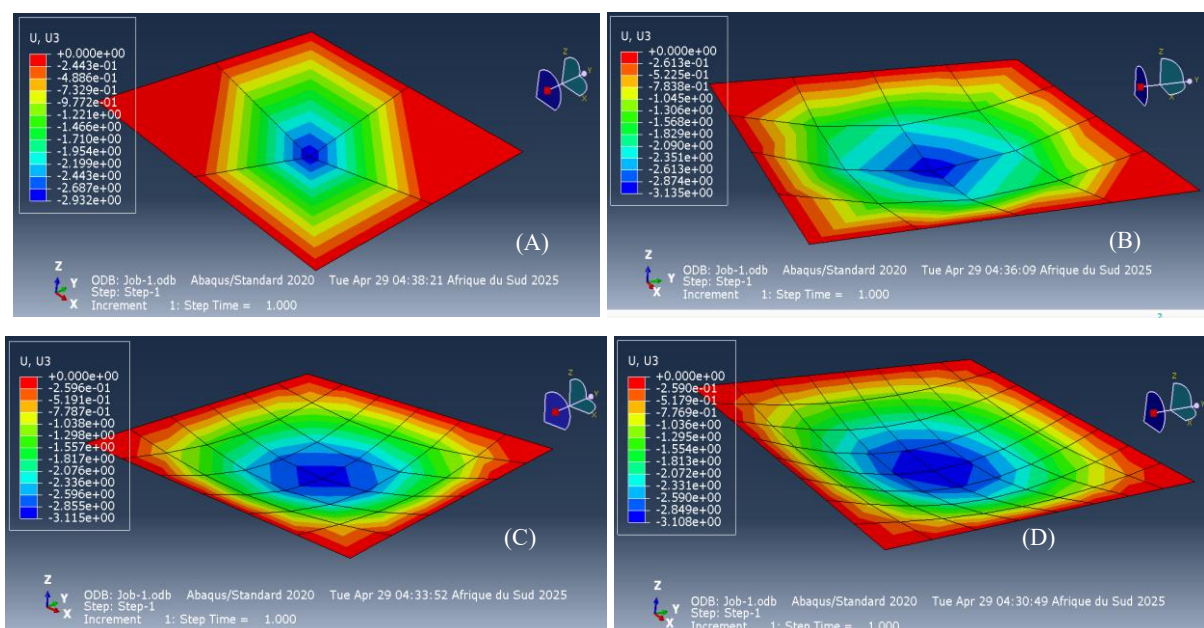 U, U3
+0.000e+00
-2.443e-01
-4.886e-01
-7.329e-01
-9.772e-01
-1.221e+00
-1.466e+00
-1.710e+00
-1.954e+00
-2.199e+00
-2.443e+00
-2.687e+00
-2.932e+00
Z
Y
X
(A)
Z
Y
X
ODB: Job-1.odb Abaqus/Standard 2020 Tue Apr 29 04:38:21 Afrique du Sud 2025
Step: Step-1
Increment 1: Step Time = 1.000
U, U3
+0.000e+00
-2.613e-01
-5.225e-01
-7.838e-01
-1.045e+00
-1.306e+00
-1.568e+00
-1.829e+00
-2.090e+00
-2.351e+00
-2.613e+00
-2.874e+00
-3.135e+00
Z
Y
X
(B)
Z
Y
X
ODB: Job-1.odb Abaqus/Standard 2020 Tue Apr 29 04:36:09 Afrique du Sud 2025
Step: Step-1
Increment 1: Step Time = 1.000
U, U3
+0.000e+00
-2.596e-01
-5.191e-01
-7.787e-01
-1.038e+00
-1.298e+00
-1.557e+00
-1.817e+00
-2.076e+00
-2.336e+00
-2.596e+00
-2.855e+00
-3.115e+00
Z
Y
X
(C)
Z
Y
X
ODB: Job-1.odb Abaqus/Standard 2020 Tue Apr 29 04:33:52 Afrique du Sud 2025
Step: Step-1
Increment 1: Step Time = 1.000
U, U3
+0.000e+00
-2.590e-01
-5.179e-01
-7.769e-01
-1.036e+00
-1.295e+00
-1.554e+00
-1.813e+00
-2.072e+00
-2.331e+00
-2.590e+00
-2.849e+00
-3.108e+00
Z
Y
X
(D)
Z
Y
X
ODB: Job-1.odb Abaqus/Standard 2020 Tue Apr 29 04:30:49 Afrique du Sud 2025
Step: Step-1
Increment 1: Step Time = 1.000